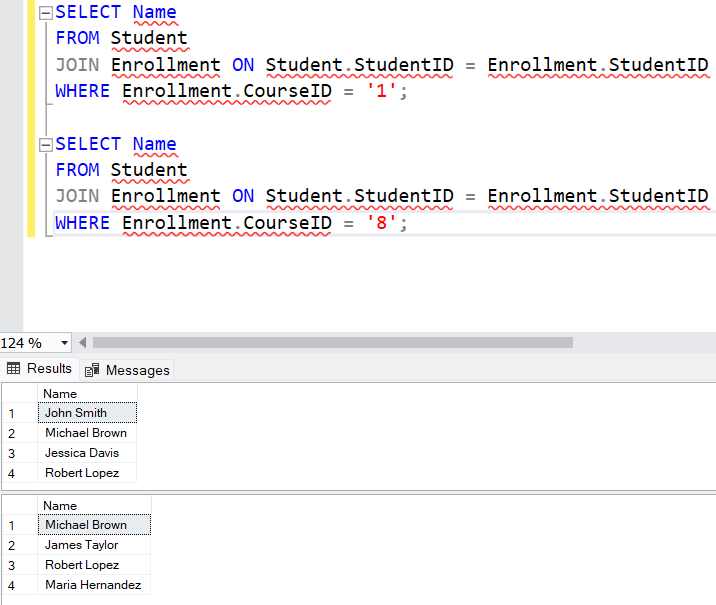 SELECT Name
FROM Student
JOIN Enrollment ON Student.StudentID = Enrollment.StudentID
WHERE Enrollment.CourseID = '1';
SELECT Name
FROM Student
JOIN Enrollment ON Student.StudentID = Enrollment.StudentID
WHERE Enrollment.CourseID = '8';
124 %
Results Messages
Name
1 John Smith
2 Michael Brown
3 Jessica Davis
4 Robert Lopez
Name
1 Michael Brown
2 James Taylor
3 Robert Lopez
4 Maria Hernandez